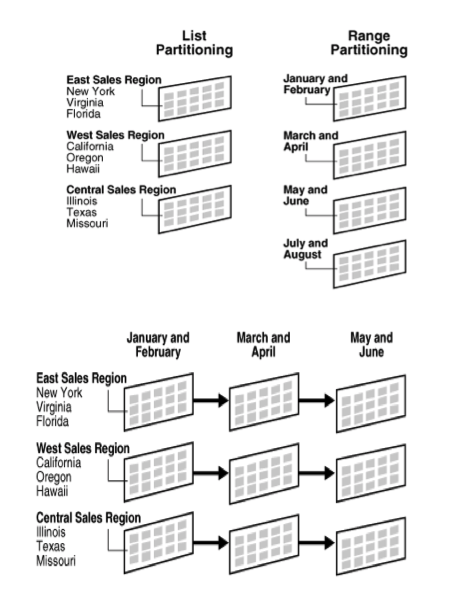 List
Partitioning
East Sales Region
New York
Virginia
Florida
West Sales Region
California
Oregon
Hawaii
Central Sales Region
Illinois
Texas
Missouri
Range
Partitioning
January and
February
March and
April
May and
June
July and
August
January and
February
March and
April
May and
June
East Sales Region
New York
Virginia
Florida
West Sales Region
California
Oregon
Hawaii
Central Sales Region
Illinois
Texas
Missouri